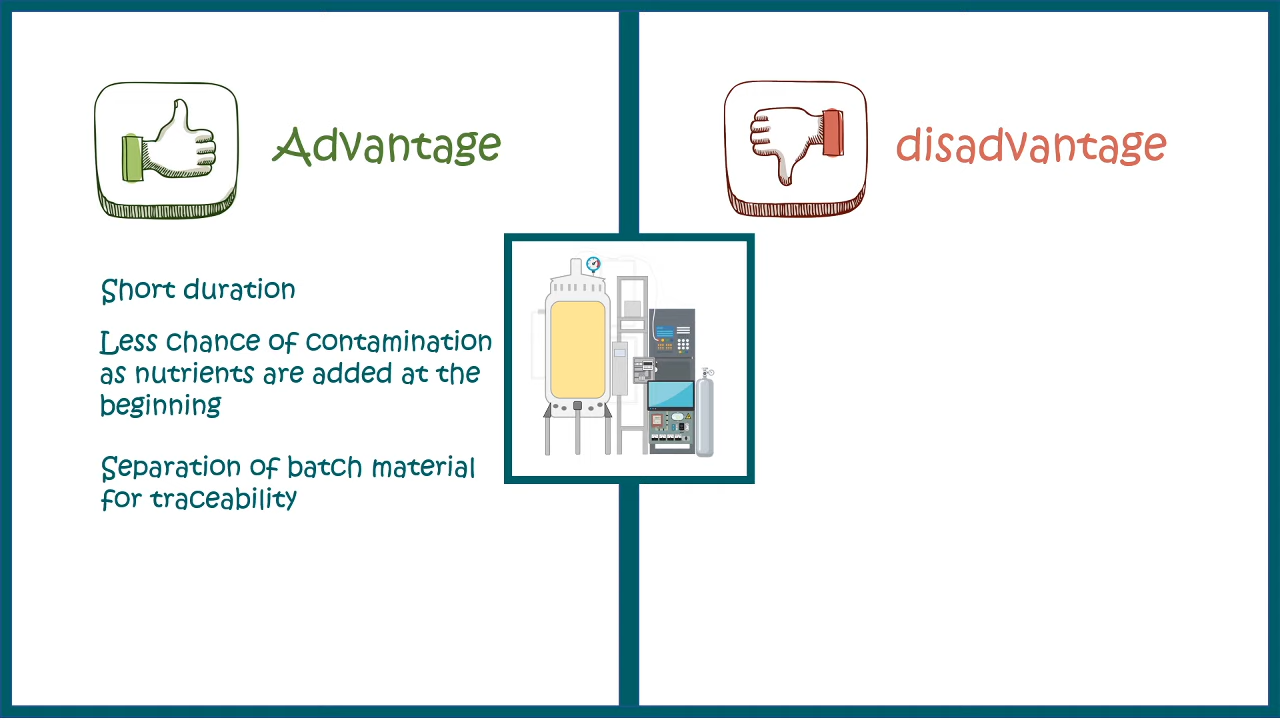 Advantage
disadvantage
Short duration
Less chance of contamination
as nutrients are added at the
beginning
Separation of batch material
for traceability